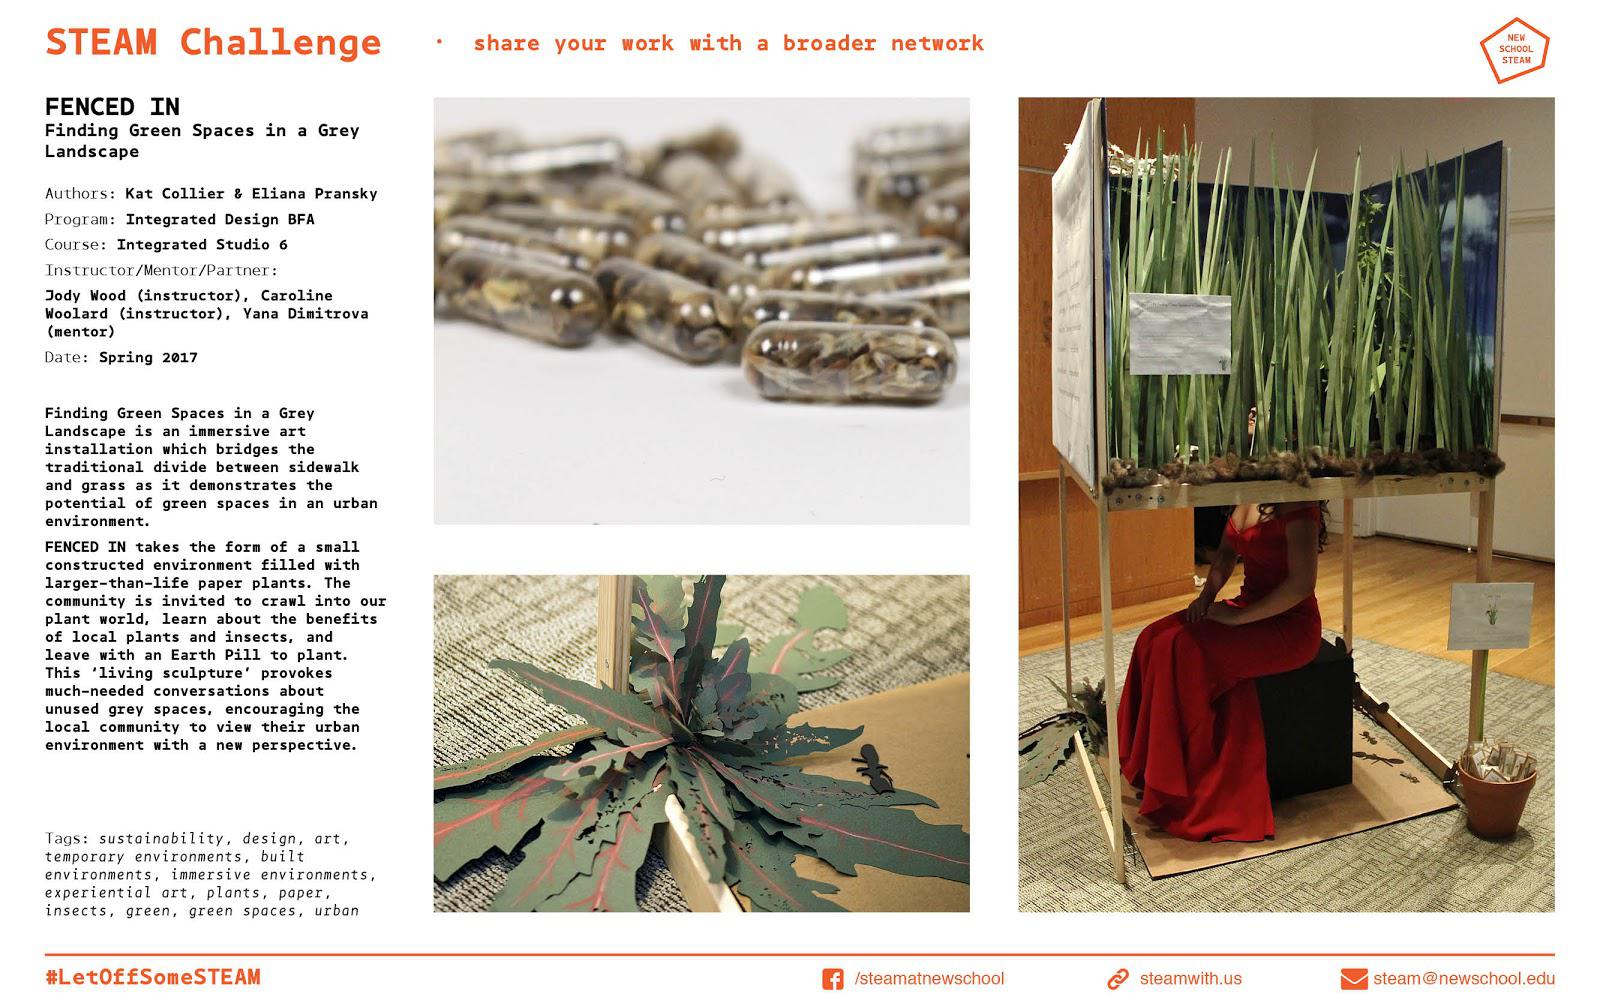 STEAM Challenge · share your work with a broader network
NEW
SCHOOL
STEAM
FENCED IN
Finding Green Spaces in a Grey
Landscape
Authors: Kat Collier & Eliana Pransky
Program: Integrated Design BFA
Course: Integrated Studio 6
Instructor/Mentor/Partner:
Jody Wood (instructor), Caroline
Woolard (instructor), Yana Dimitrova
(mentor)
Date: Spring 2017
Finding Green Spaces in a Grey
Landscape is an immersive art
installation which bridges the
traditional divide between sidewalk
and grass as it demonstrates the
potential of green spaces in an urban
environment.
FENCED IN takes the form of a small
constructed environment filled with
larger-than-life paper plants. The
community is invited to crawl into our
plant world, learn about the benefits
of local plants and insects, and
leave with an Earth Pill to plant.
This ‘living sculpture’ provokes
much-needed conversations about
unused grey spaces, encouraging the
local community to view their urban
environment with a new perspective.
Tags: sustainability, design, art,
temporary environments, built
environments, immersive environments,
experiential art, plants, paper,
insects, green, green spaces, urban
#LetOffSomeSTEAM
/steamatnewschool
steamwith.us
steam@newschool.edu